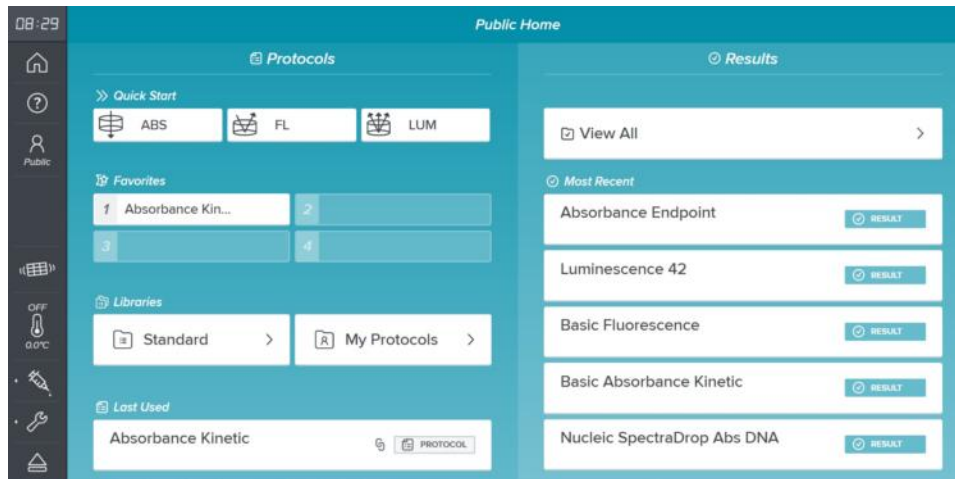 08:29
Public Home
Public
OFF
0.0°C
Protocols
Quick Start
ABS
FL
LUM
Favorites
1 Absorbance Kin...
2
3
4
Libraries
Standard
My Protocols
Last Used
Absorbance Kinetic
PROTOCOL
Results
View All
Most Recent
Absorbance Endpoint
RESULT
Luminescence 42
RESULT
Basic Fluorescence
RESULT
Basic Absorbance Kinetic
RESULT
Nucleic SpectraDrop Abs DNA
RESULT